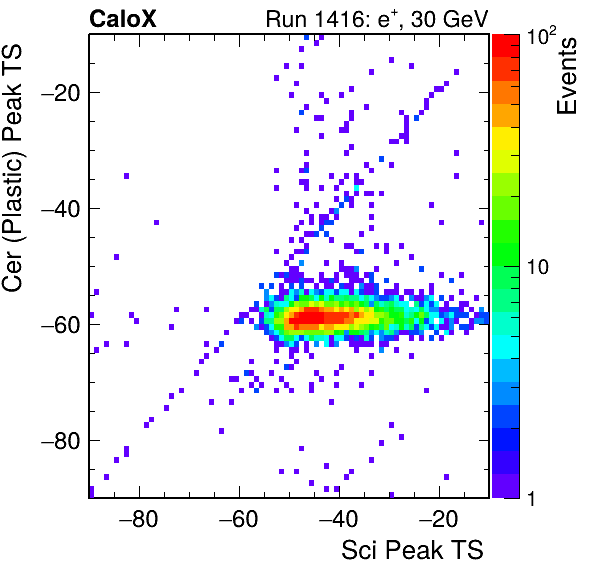 CaloX Run 1416: e⁺, 30 GeV
Cer (Plastic) Peak TS
−20
−40
−60
−80
−80 −60 −40 −20
Sci Peak TS
10²
10
1
Events